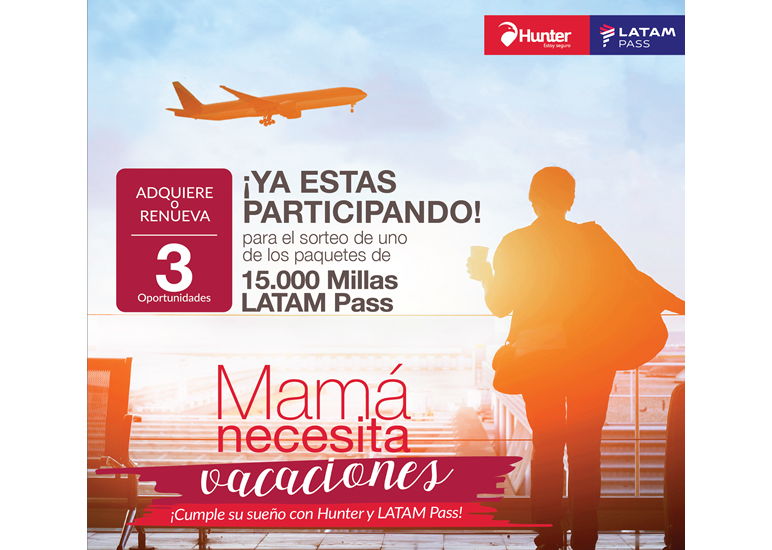 Hunter
Estoy seguro
LATAM
PASS
ADQUIERE
o
RENUEVA
3
Oportunidades
¡YA ESTAS
PARTICIPANDO!
para el sorteo de uno
de los paquetes de
15.000 Millas
LATAM Pass
Mamá
necesita
vacaciones
¡Cumple su sueño con Hunter y LATAM Pass!